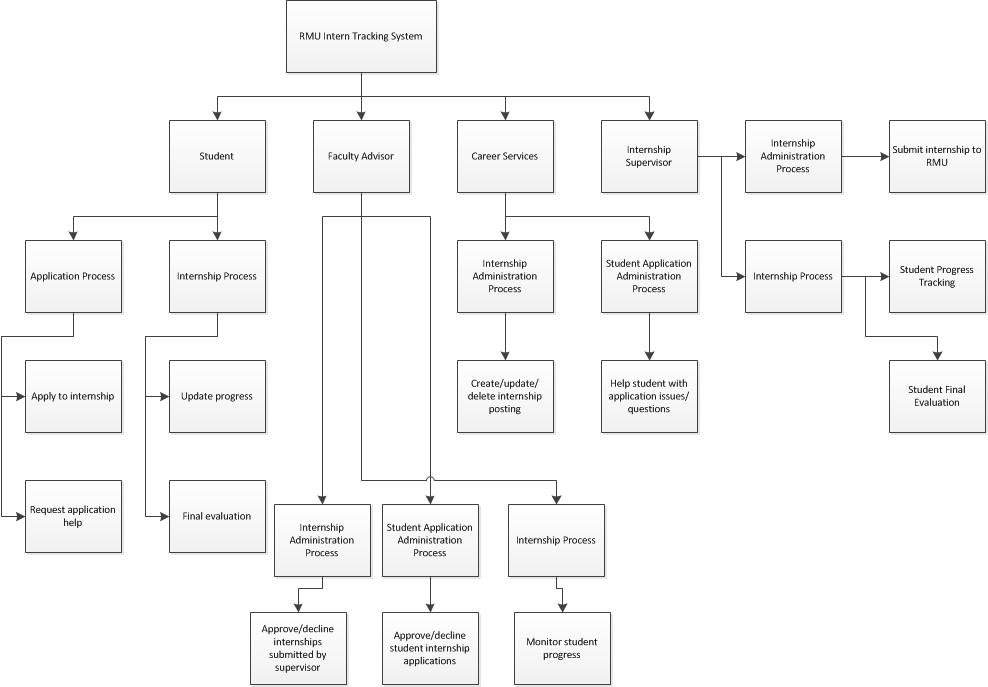 RMU Intern Tracking System
Student
Faculty Advisor
Career Services
Internship
Supervisor
Internship
Administration
Process
Submit internship to
RMU
Application Process
Internship Process
Internship
Administration
Process
Student Application
Administration
Process
Internship Process
Student Progress
Tracking
Apply to internship
Update progress
Create/update/
delete internship
posting
Help student with
application issues/
questions
Student Final
Evaluation
Request application
help
Final evaluation
Internship
Administration
Process
Student Application
Administration
Process
Internship Process
Approve/decline
internships
submitted by
supervisor
Approve/decline
student internship
applications
Monitor student
progress